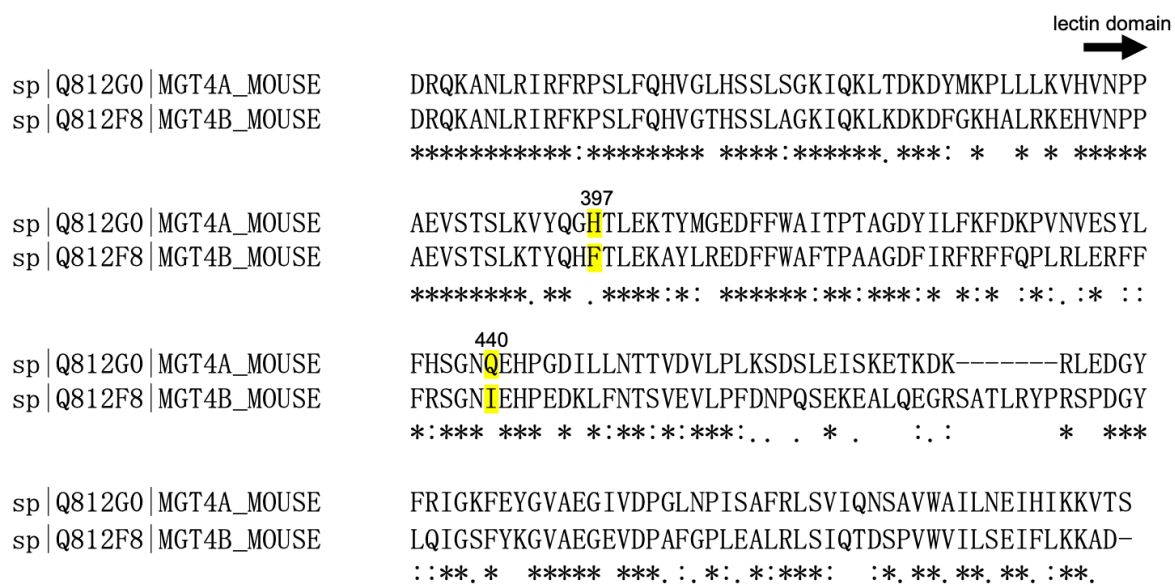 lectin domain
sp|Q812G0|MGT4A_MOUSE DRQKANLRIRFRPSLFQHVGLHSSLSGKIQKLTDKDYMKPLLLKVHVNPP
sp|Q812F8|MGT4B_MOUSE DRQKANLRIRFKPSLFQHVGTHSSLAGKIQKLKDKDFGKHALRKEHVNPP
***********:******** ****:******.***: *  * * *****
397
sp|Q812G0|MGT4A_MOUSE AEVSTSLKVYQGHTLEKTYMGEDFFWAITPTAGDYILFKFDKPVNVESYL
sp|Q812F8|MGT4B_MOUSE AEVSTSLKTYQHFTLEKAYLREDFFWAFTPAAGDFIRFRFFQPLRLERFF
********.** .****:*: ******:**:***:* *:* :*:.:* ::
440
sp|Q812G0|MGT4A_MOUSE FHSGNQEHPGDILLNTTVDVLPLKSDSLEISKETKDK-------RLEDGY
sp|Q812F8|MGT4B_MOUSE FRSGNIEHPEDKLFNTSVEVLPFDNPQSEKEALQEGRSATLRYPRSPDGY
*:*** *** * *:**:*:***:.. . * .    :.:       *  ***
sp|Q812G0|MGT4A_MOUSE FRIGKFEYGVAEGIVDPGLNPISAFRLSVIQNSAVWAILNEIHIKKVTS
sp|Q812F8|MGT4B_MOUSE LQIGSFYKGVAEGEVDPAFGPLEALRLSIQTDSPVWVILSEIFLKKAD-
::**.*  ***** ***.:.*:.*:***:  :*.**.**.**.:**.